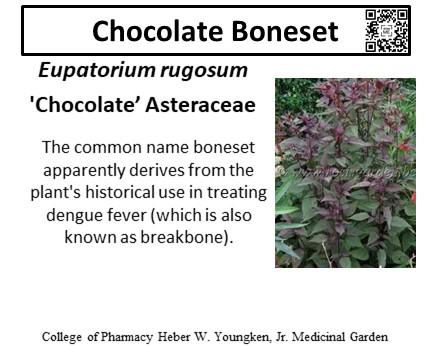 Chocolate Boneset
Eupatorium rugosum
'Chocolate’ Asteraceae
The common name boneset
apparently derives from the
plant's historical use in treating
dengue fever (which is also
known as breakbone).
College of Pharmacy Heber W. Youngken, Jr. Medicinal Garden